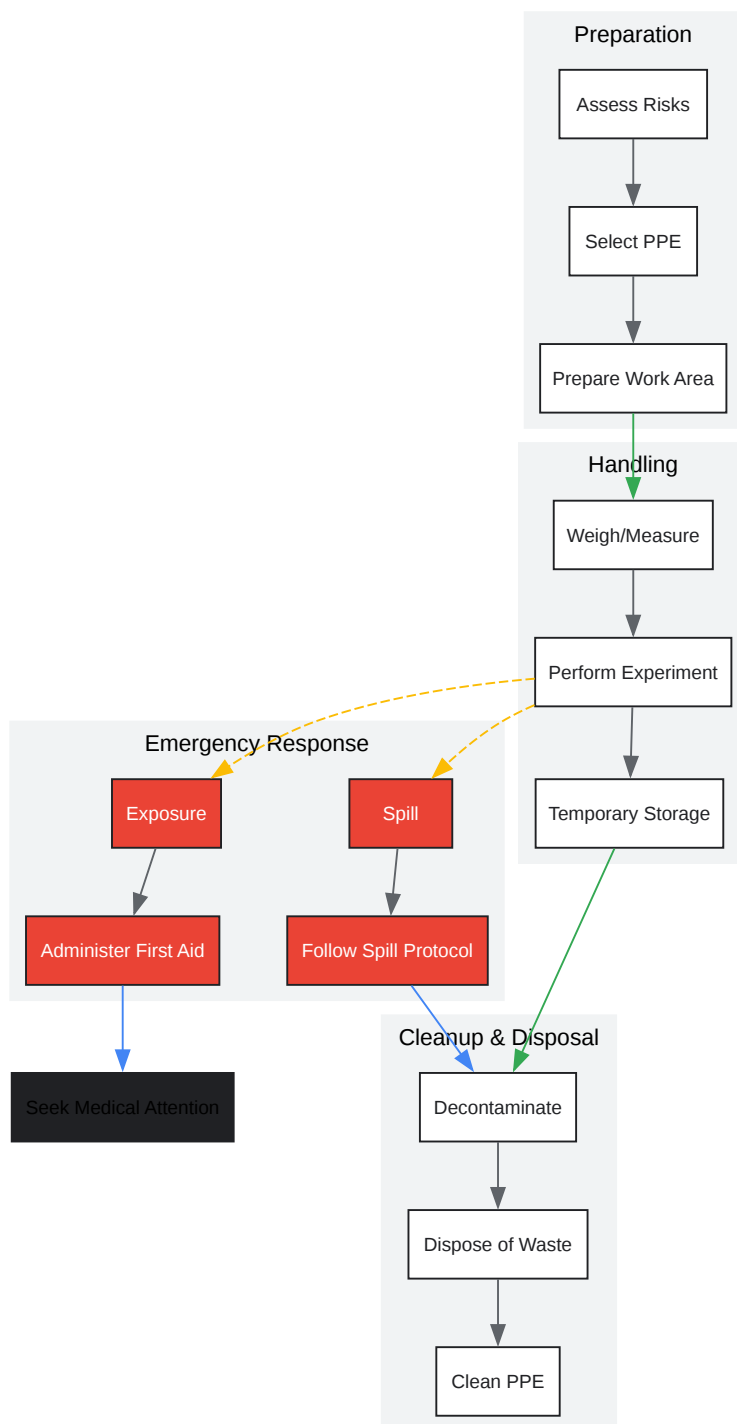 Preparation
Assess Risks
Select PPE
Prepare Work Area
Handling
Weigh/Measure
Perform Experiment
Temporary Storage
Emergency Response
Exposure
Spill
Administer First Aid
Follow Spill Protocol
Seek Medical Attention
Cleanup & Disposal
Decontaminate
Dispose of Waste
Clean PPE